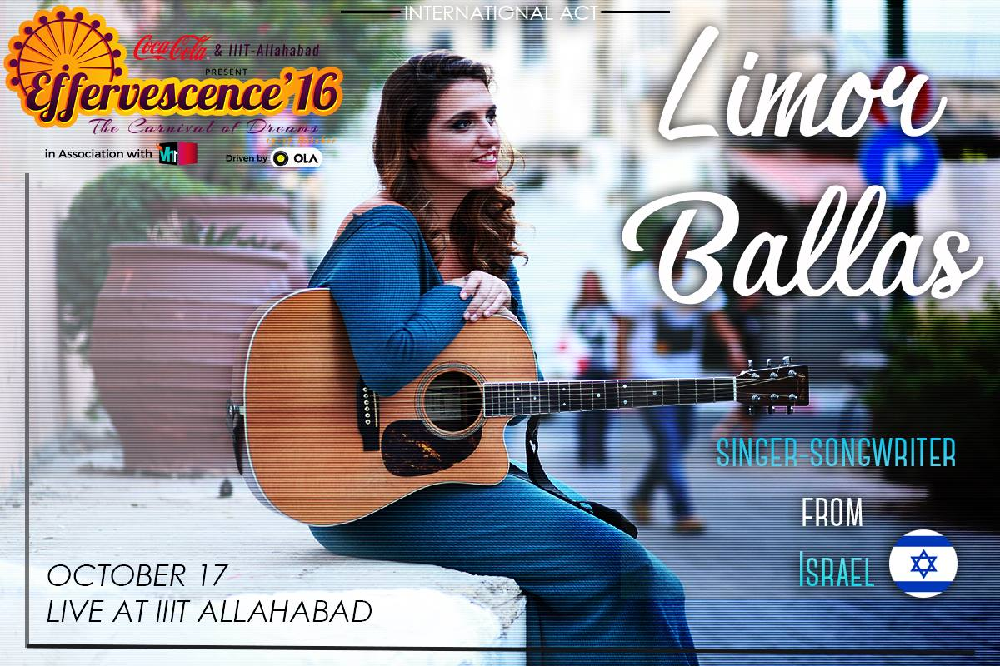 INTERNATIONAL ACT
Coca-Cola & IIIT-Allahabad
PRESENT
Effervescence'16
The Carnival of Dreams
October
in Association with Vh1
Driven by OLA
Limor
Ballas
SINGER-SONGWRITER
FROM
ISRAEL
OCTOBER 17
LIVE AT IIIT ALLAHABAD